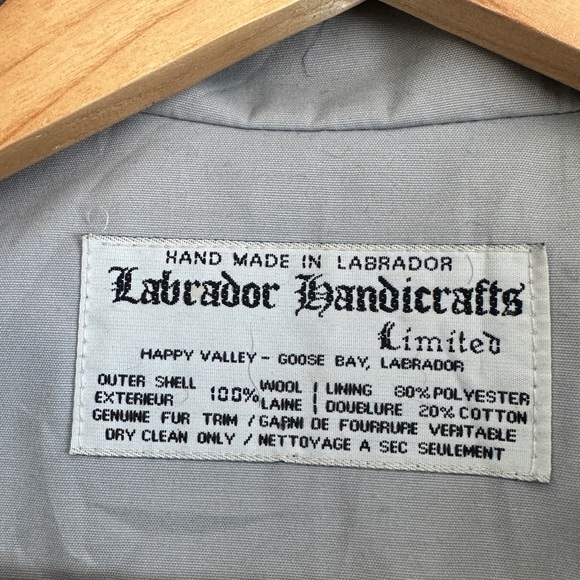 HAND MADE IN LABRADOR
Labrador Handicrafts
Limited
HAPPY VALLEY - GOOSE BAY, LABRADOR
OUTER SHELL 100% WOOL | LINING 80% POLYESTER
EXTERIEUR LAINE | DOUBLURE 20% COTTON
GENUINE FUR TRIM / GARNI DE FOURRURE VERITABLE
DRY CLEAN ONLY / NETTOYAGE A SEC SEULEMENT